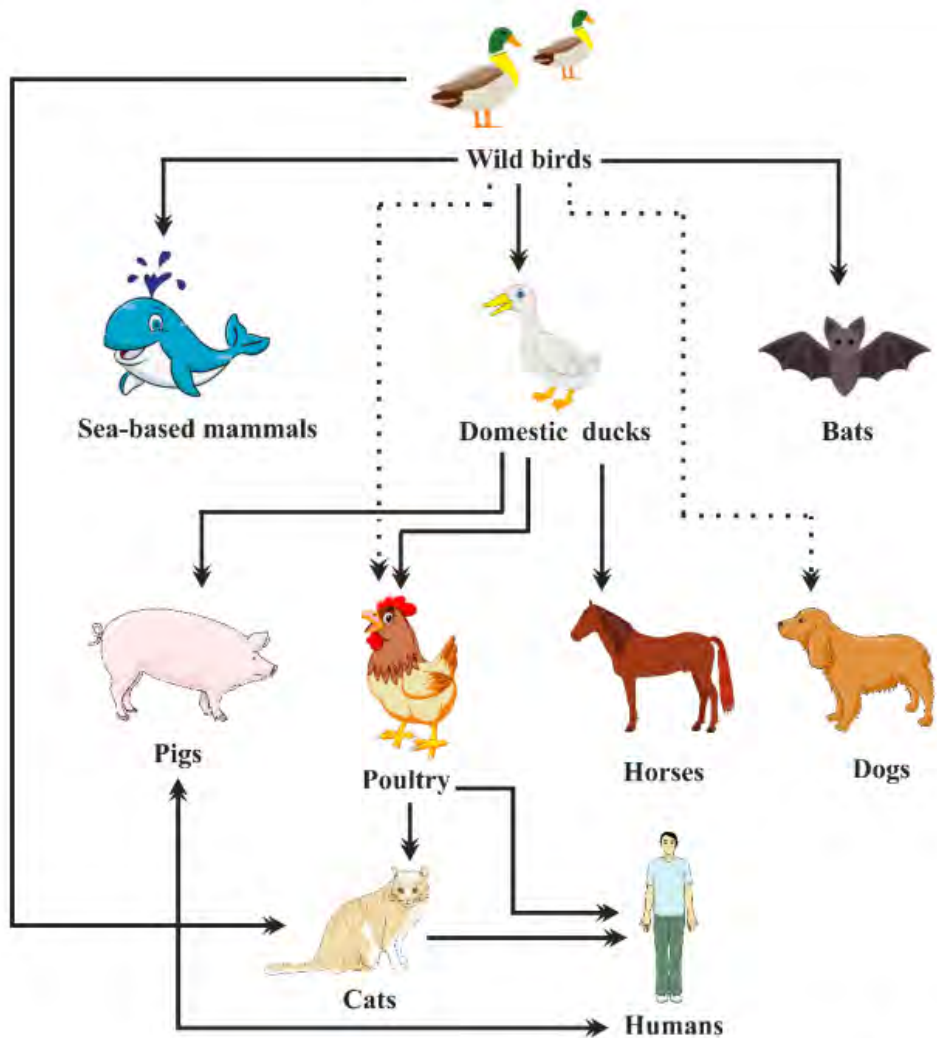 Wild birds
Sea-based mammals
Domestic ducks
Bats
Pigs
Poultry
Horses
Dogs
Cats
Humans